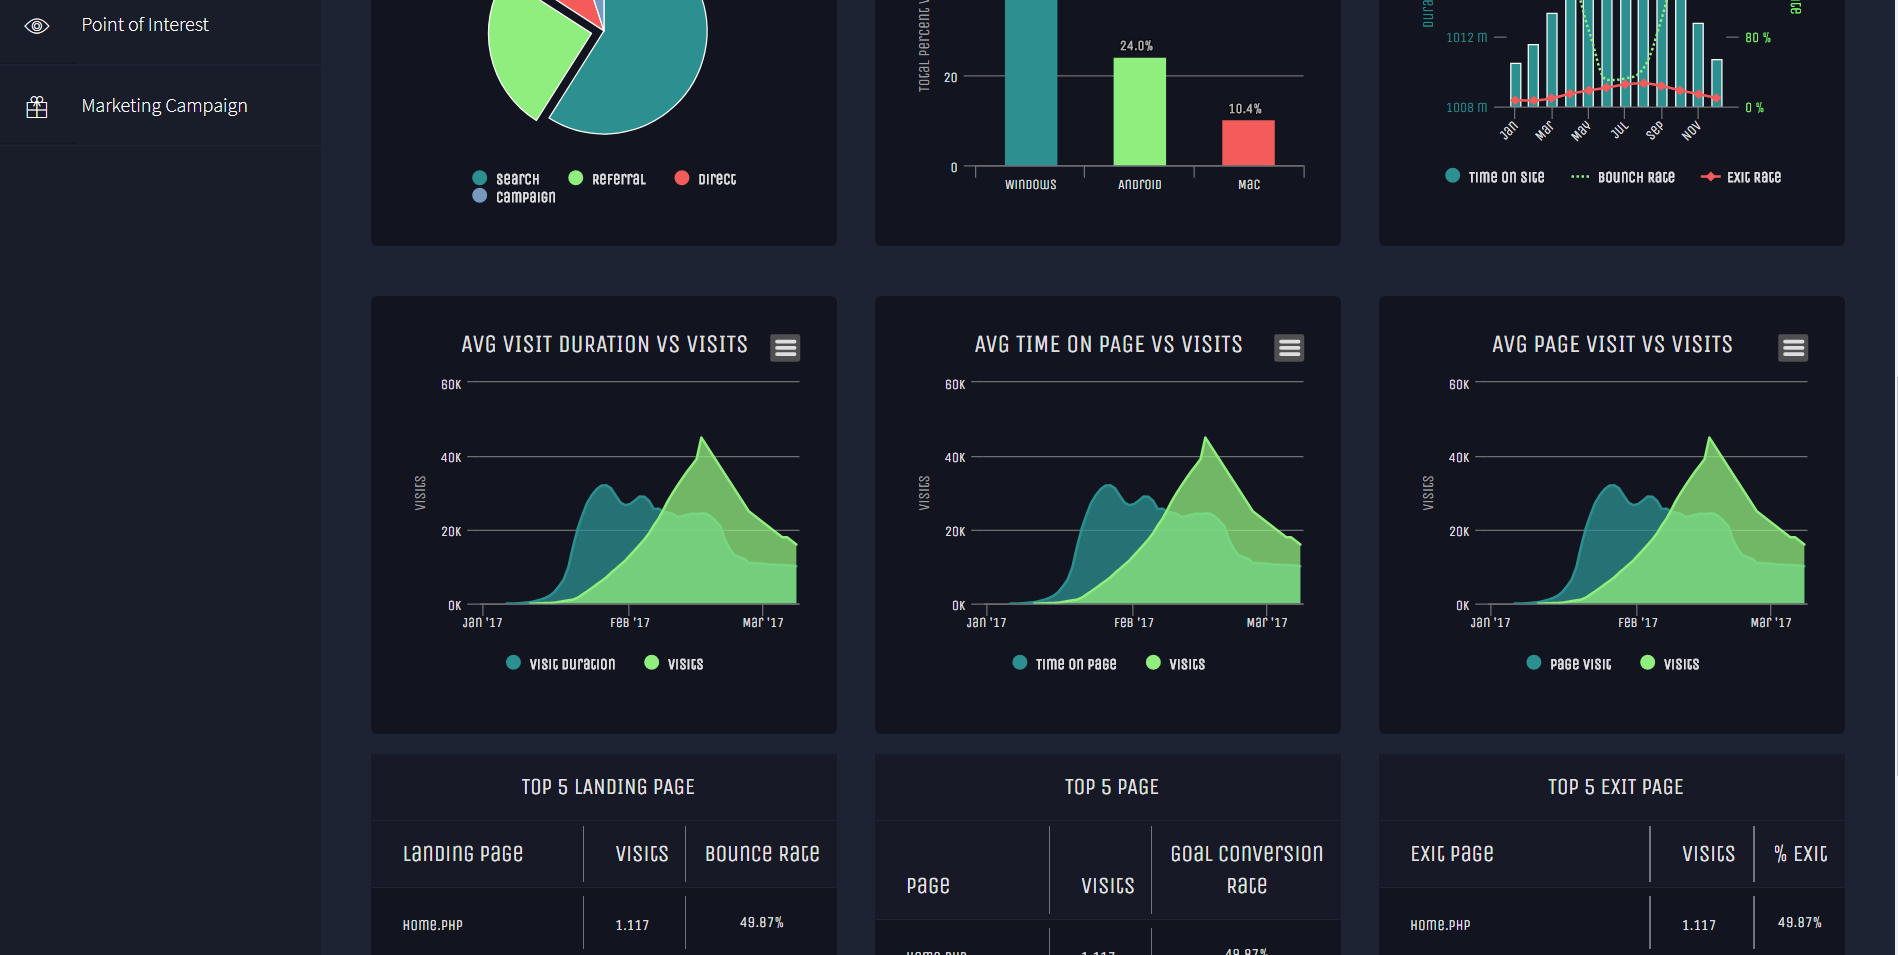 Point of Interest
Marketing Campaign
Search
Referral
Direct
Campaign
Total Percent
20
0
24.0%
10.4%
Windows
Android
Mac
1012 m
1008 m
80 %
0 %
Jan
Mar
May
Jul
Sep
Nov
Time on Site
Bounch Rate
Exit Rate
AVG VISIT DURATION VS VISITS
60K
40K
20K
0K
Visits
Jan '17
Feb '17
Mar '17
Visit Duration
Visits
AVG TIME ON PAGE VS VISITS
60K
40K
20K
0K
Visits
Jan '17
Feb '17
Mar '17
Time on Page
Visits
AVG PAGE VISIT VS VISITS
60K
40K
20K
0K
Visits
Jan '17
Feb '17
Mar '17
Page Visit
Visits
TOP 5 LANDING PAGE
Landing Page
Visits
Bounce Rate
home.php
1.117
49.87%
TOP 5 PAGE
Page
Visits
Goal Conversion
Rate
home.php
1.117
49.87%
TOP 5 EXIT PAGE
Exit Page
Visits
% Exit
home.php
1.117
49.87%